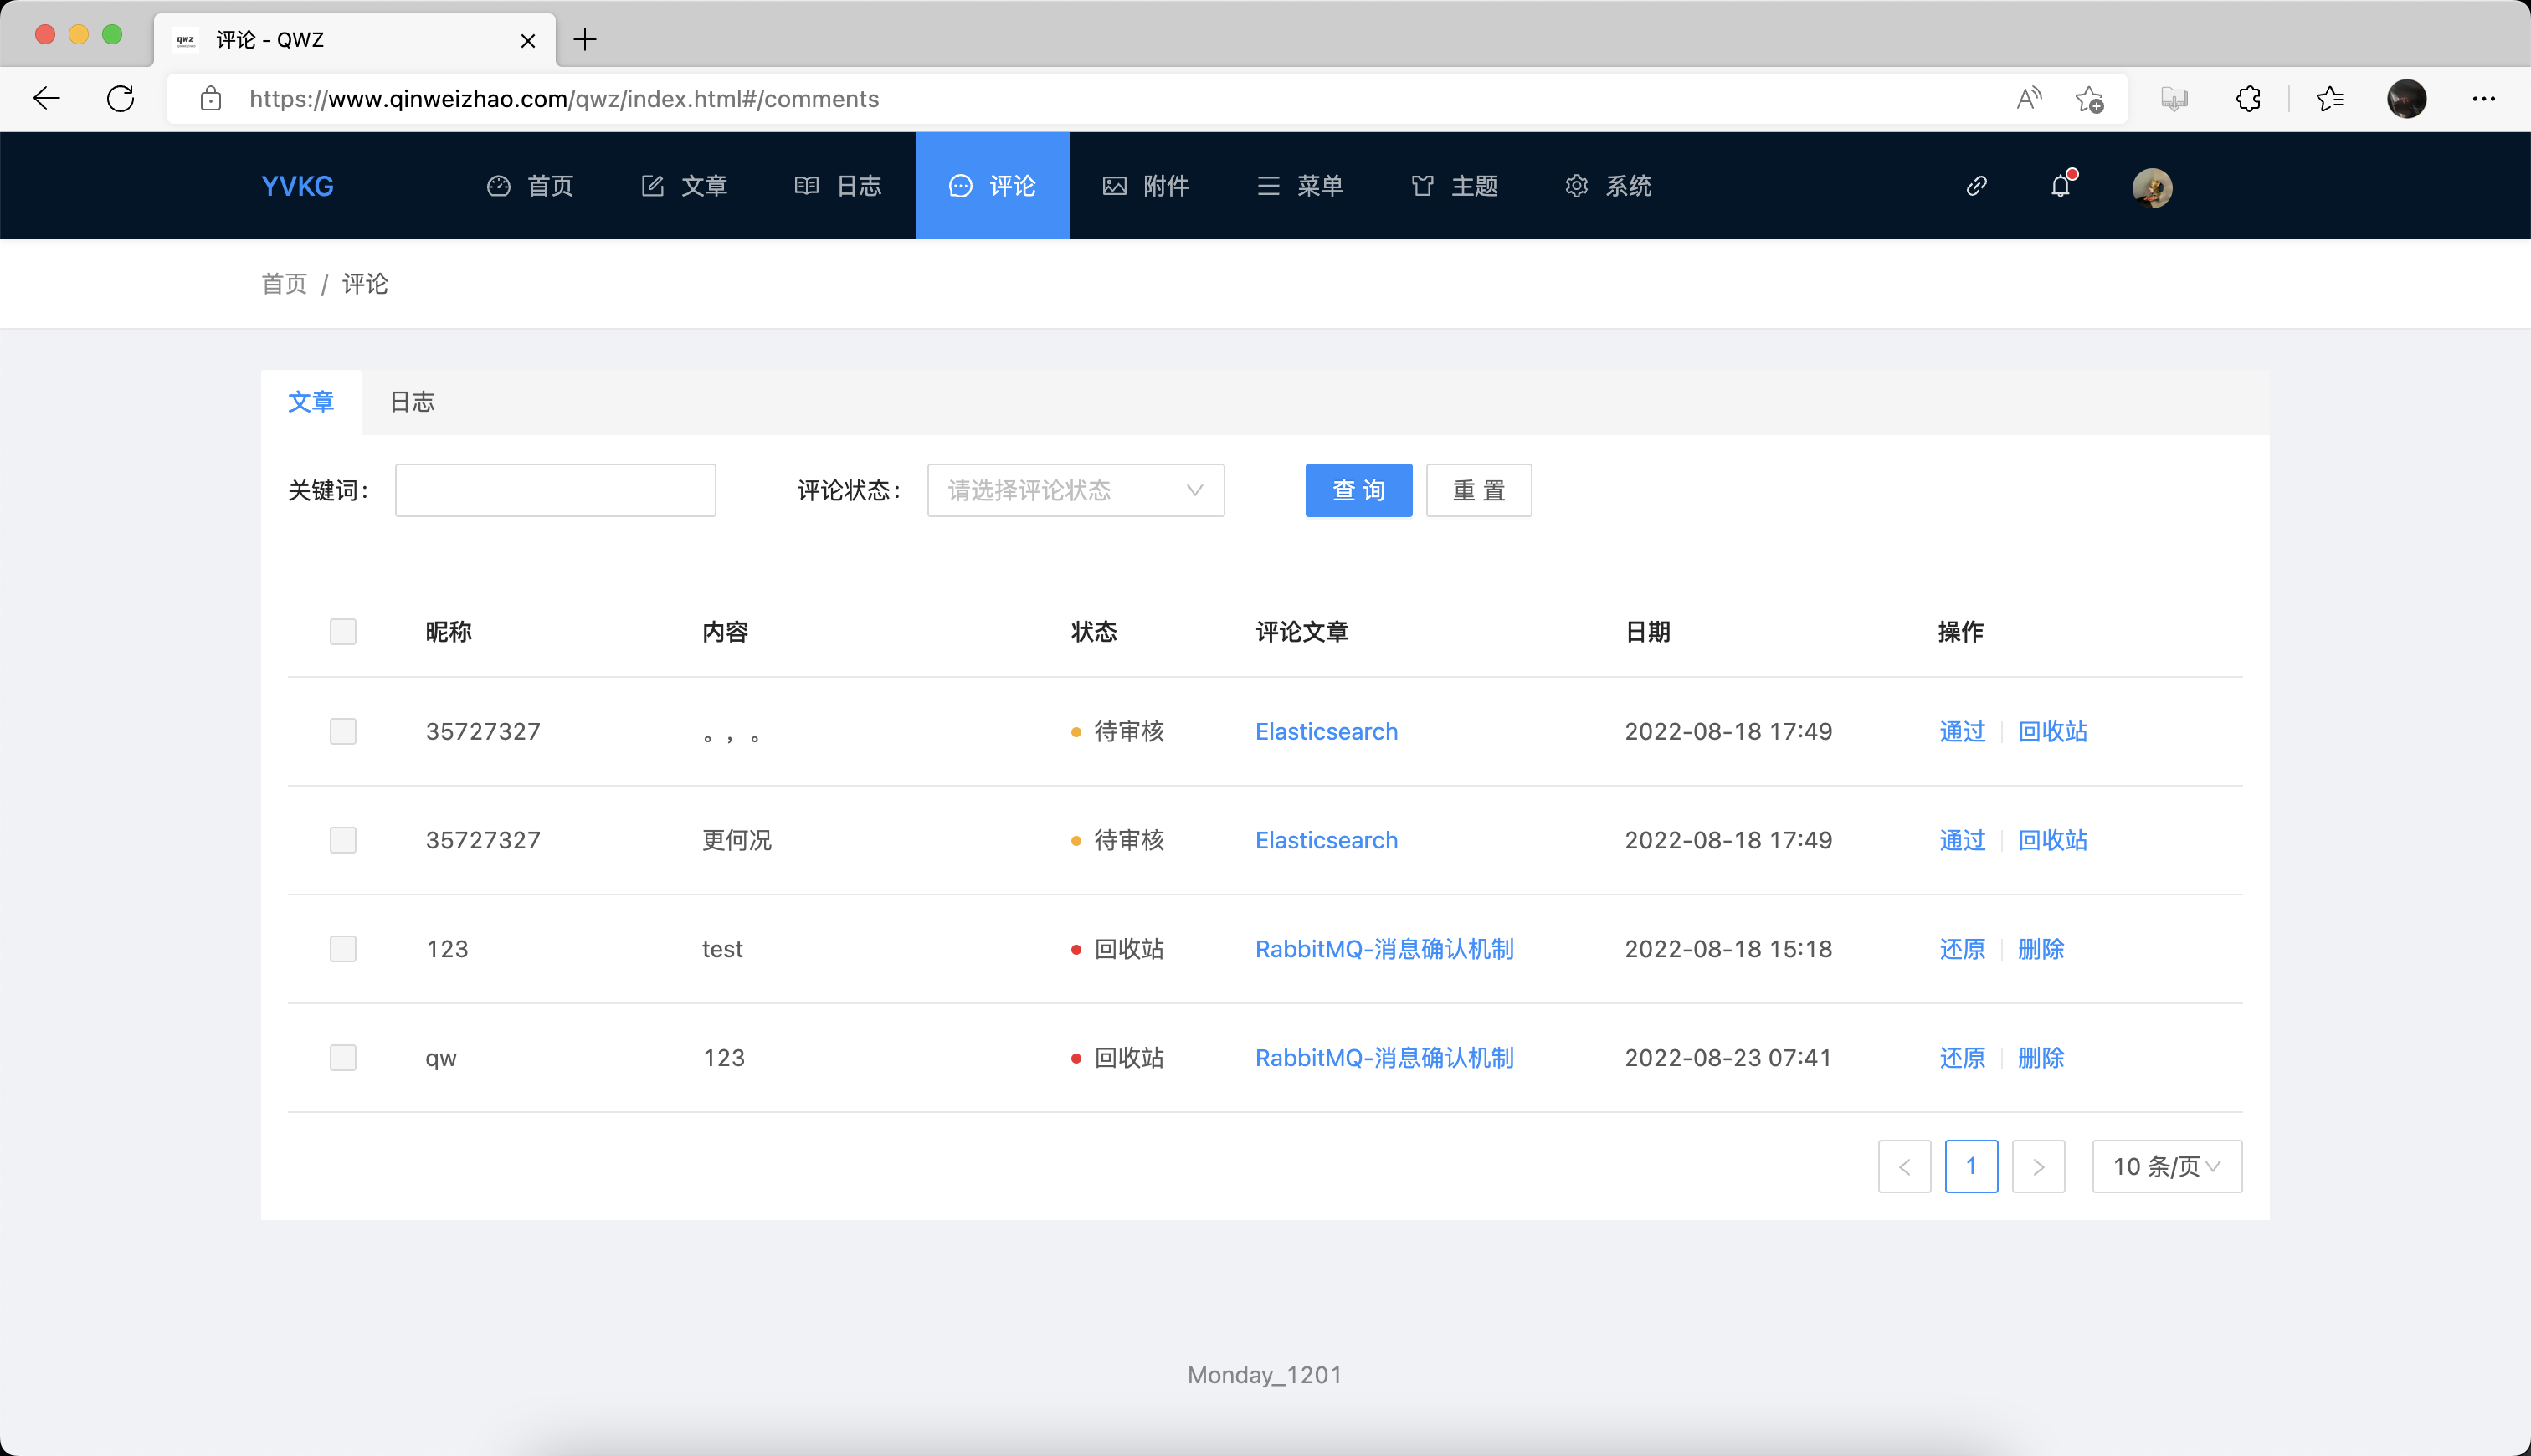 qwz 评论 - QWZ
https://www.qinweizhao.com/qwz/index.html#/comments
YVKG 首页 文章 日志 评论 附件 菜单 主题 系统
首页 / 评论
文章 日志
关键词： 评论状态： 请选择评论状态 查 询 重 置
昵称 内容 状态 评论文章 日期 操作
35727327 。，。 待审核 Elasticsearch 2022-08-18 17:49 通过 回收站
35727327 更何况 待审核 Elasticsearch 2022-08-18 17:49 通过 回收站
123 test 回收站 RabbitMQ-消息确认机制 2022-08-18 15:18 还原 删除
qw 123 回收站 RabbitMQ-消息确认机制 2022-08-23 07:41 还原 删除
< 1 > 10 条/页
Monday_1201